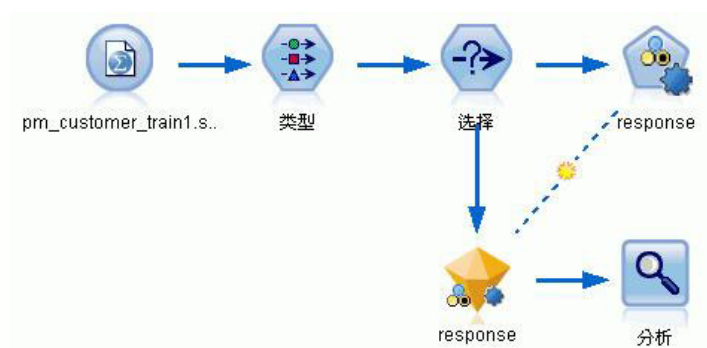 pm_customer_train1.s..
类型
选择
response
response
分析